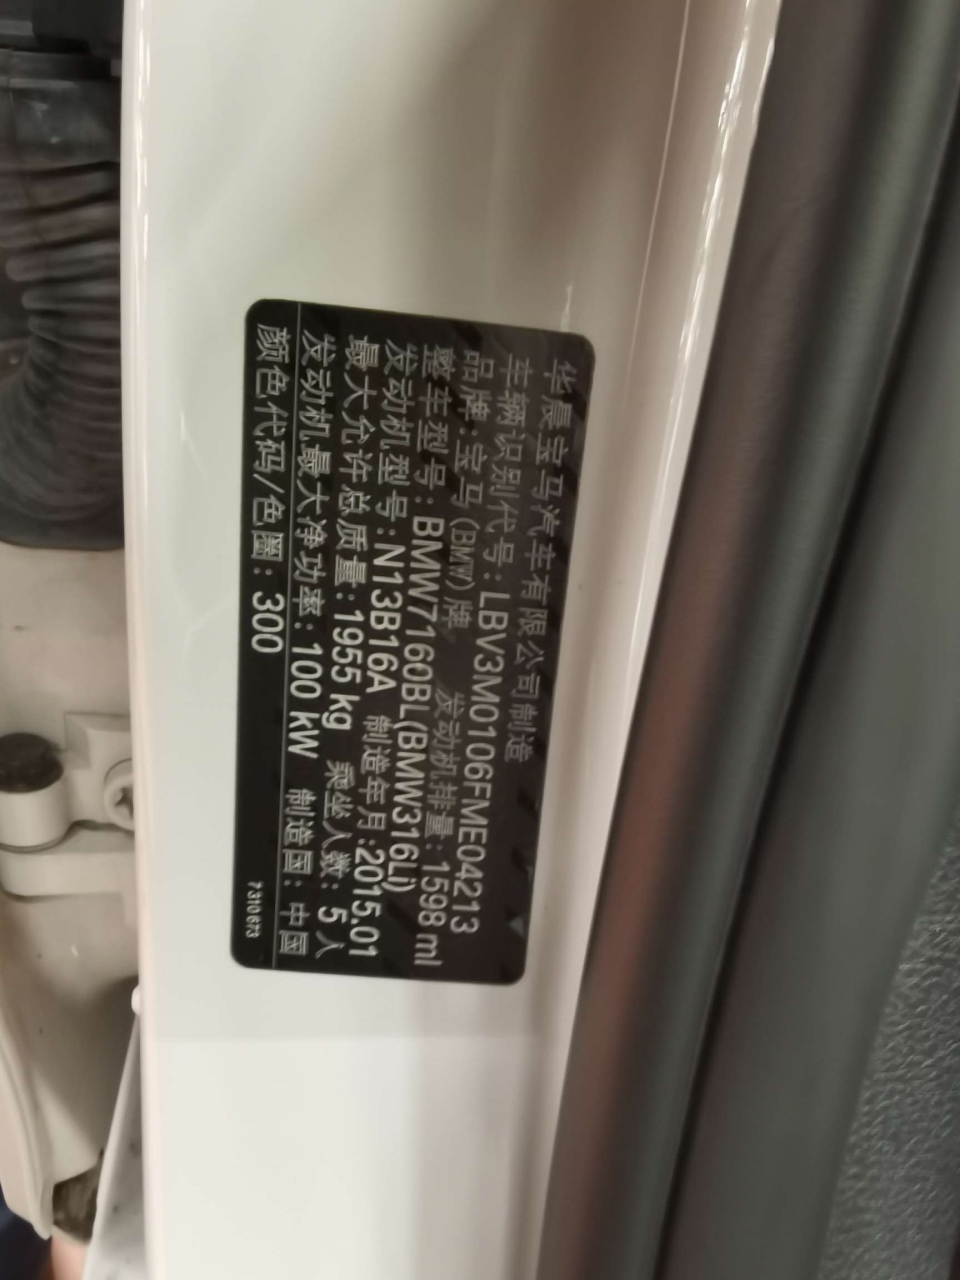 华晨宝马汽车有限公司制造
车辆识别代号:LBV3M0106FME04213
品牌:宝马(BMW)牌 发动机排量:1598 ml
整车型号:BMW7160BL(BMW316Li)
发动机型号:N13B16A 制造年月:2015.01
最大允许总质量:1955 kg 乘坐人数:5人
发动机最大净功率:100 kW 制造国:中国
颜色代码/色圈:300
7310673